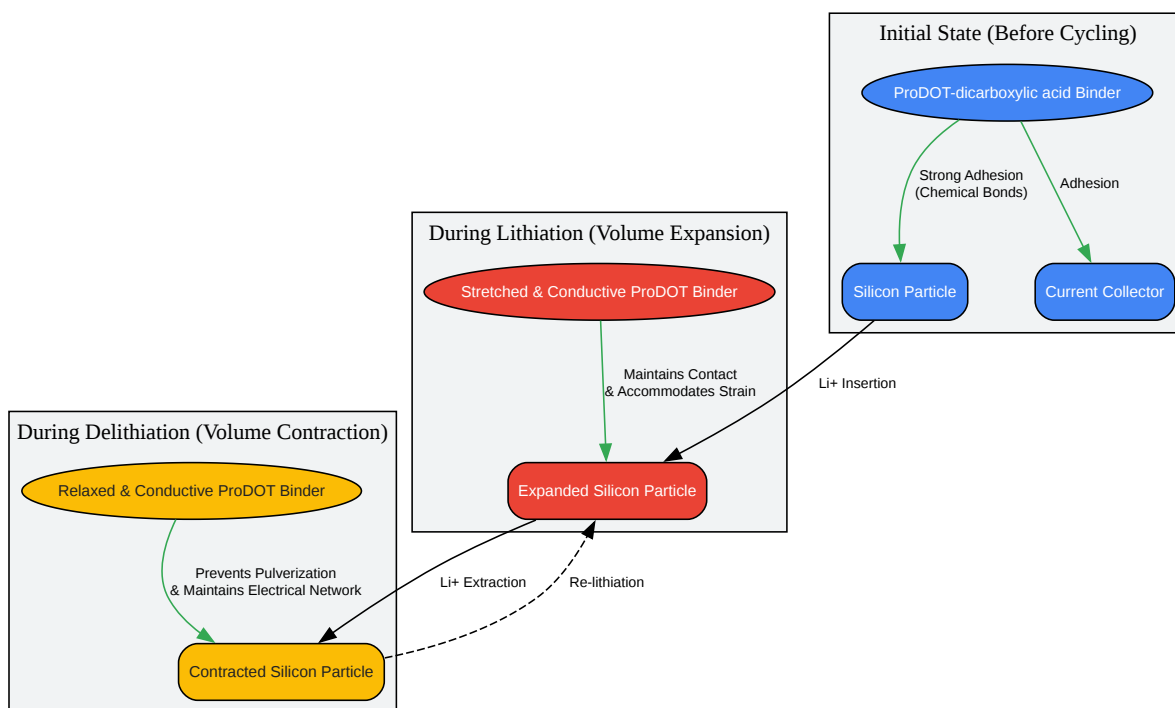 Initial State (Before Cycling)
ProDOT-dicarboxylic acid Binder
Strong Adhesion
(Chemical Bonds)
Adhesion
Silicon Particle
Current Collector
Li+ Insertion
During Lithiation (Volume Expansion)
Stretched & Conductive ProDOT Binder
Maintains Contact
& Accommodates Strain
Expanded Silicon Particle
Li+ Extraction
Re-lithiation
During Delithiation (Volume Contraction)
Relaxed & Conductive ProDOT Binder
Prevents Pulverization
& Maintains Electrical Network
Contracted Silicon Particle